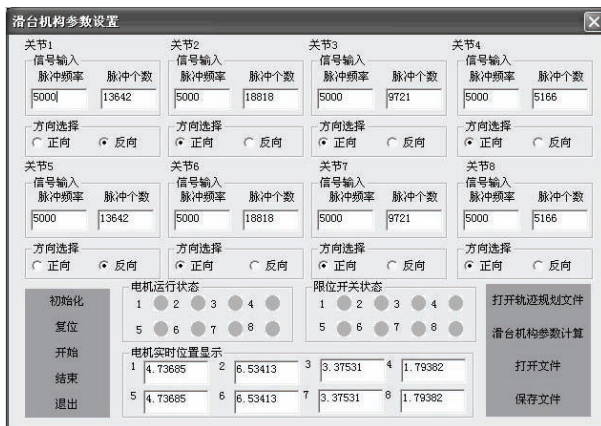 滑台机构参数设置
关节1 关节2 关节3 关节4
信号输入 信号输入 信号输入 信号输入
脉冲频率 脉冲个数 脉冲频率 脉冲个数 脉冲频率 脉冲个数 脉冲频率 脉冲个数
5000 13642 5000 18818 5000 9721 5000 5166
方向选择 方向选择 方向选择 方向选择
正向 反向 正向 反向 正向 反向 正向 反向
关节5 关节6 关节7 关节8
信号输入 信号输入 信号输入 信号输入
脉冲频率 脉冲个数 脉冲频率 脉冲个数 脉冲频率 脉冲个数 脉冲频率 脉冲个数
5000 13642 5000 18818 5000 9721 5000 5166
方向选择 方向选择 方向选择 方向选择
正向 反向 正向 反向 正向 反向 正向 反向
初始化
复位
开始
结束
退出
电机运行状态
1 2 3 4
5 6 7 8
限位开关状态
1 2 3 4
5 6 7 8
电机实时位置显示
1 4.73685 2 6.53413 3 3.37531 4 1.79382
5 4.73685 6 6.53413 7 3.37531 8 1.79382
打开轨迹规划文件
滑台机构参数计算
打开文件
保存文件